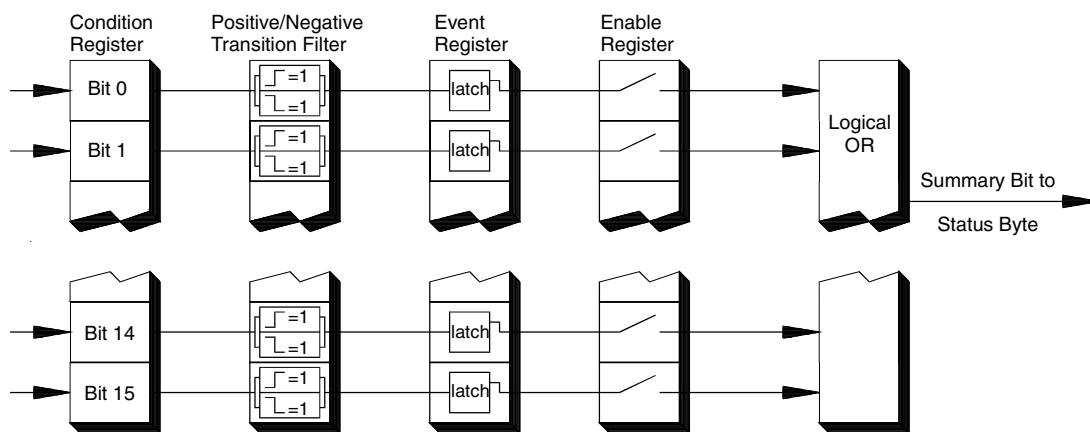 Condition
Register
Positive/Negative
Transition Filter
Event
Register
Enable
Register
Bit 0
=1
=1
latch
Bit 1
=1
=1
latch
Logical
OR
Summary Bit to
Status Byte
Bit 14
=1
=1
latch
Bit 15
=1
=1
latch